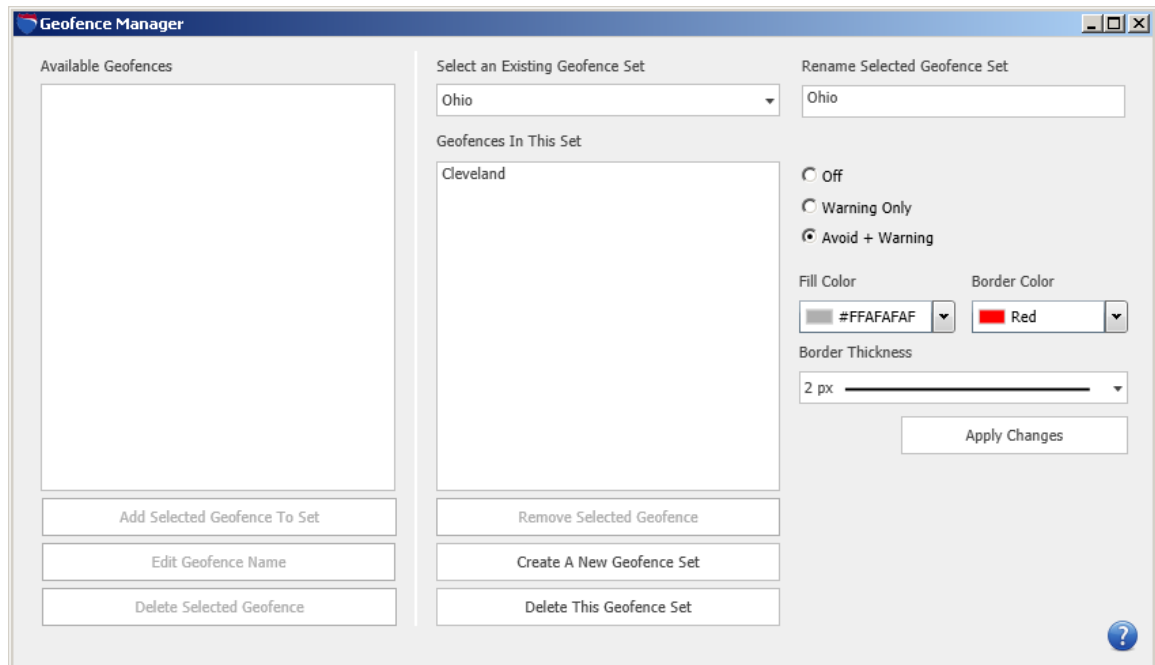 Geofence Manager
Available Geofences
Add Selected Geofence To Set
Edit Geofence Name
Delete Selected Geofence
Select an Existing Geofence Set
Ohio
Geofences In This Set
Cleveland
Remove Selected Geofence
Create A New Geofence Set
Delete This Geofence Set
Rename Selected Geofence Set
Ohio
Off
Warning Only
Avoid + Warning
Fill Color Border Color
#FFAFAFAF Red
Border Thickness
2 px
Apply Changes
?